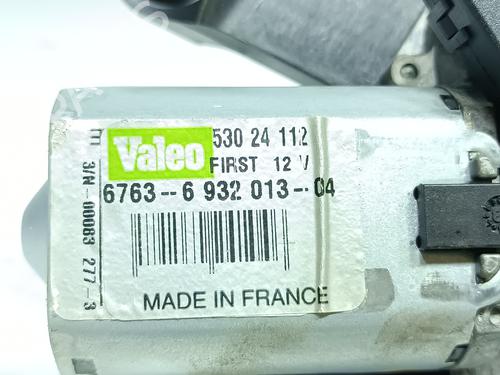 Valeo
530 24 112
FIRST 12 V
6763--6 932 013--04
MADE IN FRANCE
3/N-00083 277-3